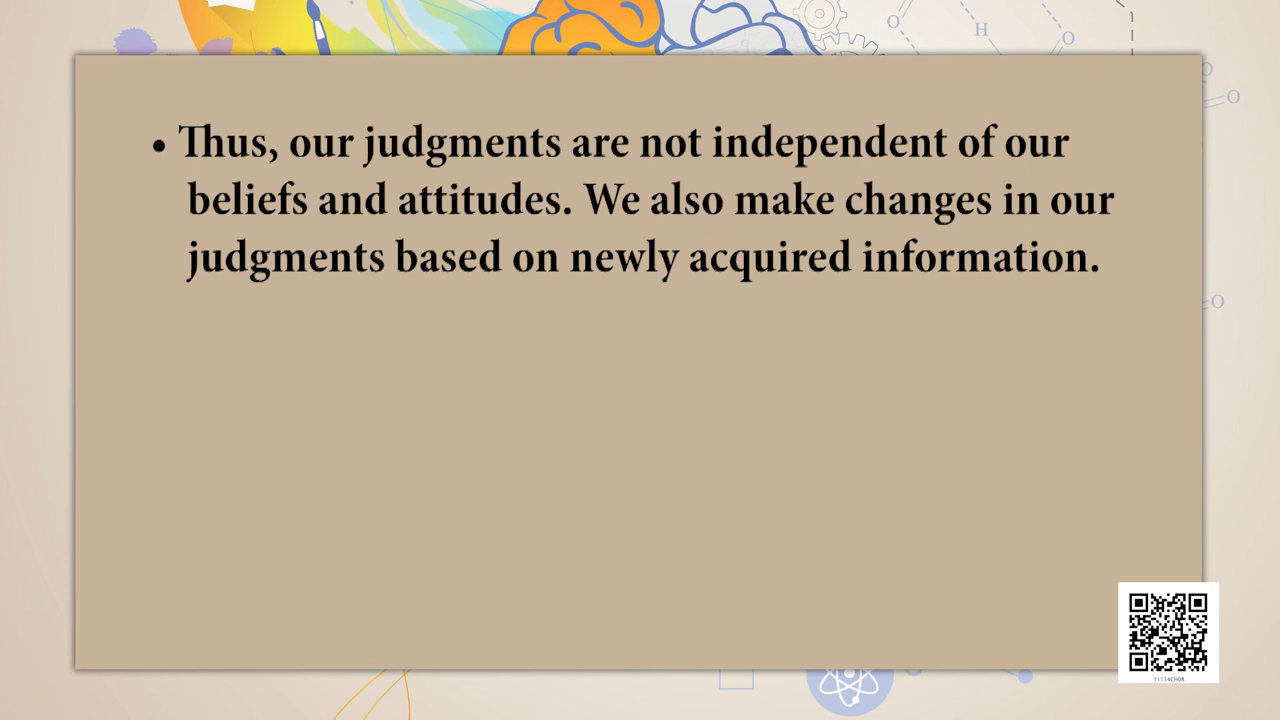 • Thus, our judgments are not independent of our
beliefs and attitudes. We also make changes in our
judgments based on newly acquired information.
O
H
O
O
O
O
11114CH08